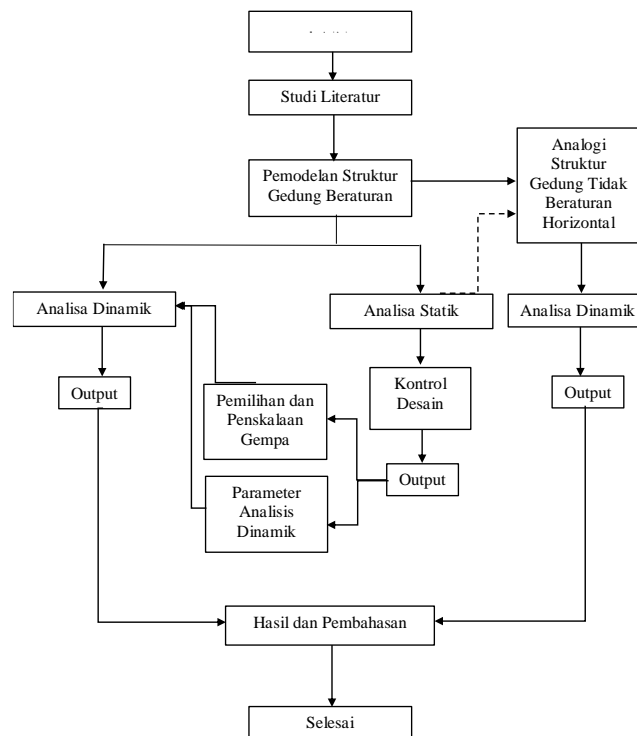 Studi Literatur
Pemodelan Struktur
Gedung Beraturan
Analogi
Struktur
Gedung Tidak
Beraturan
Horizontal
Analisa Dinamik
Analisa Statik
Analisa Dinamik
Output
Pemilihan dan
Penskalaan
Gempa
Kontrol
Desain
Output
Parameter
Analisis
Dinamik
Output
Hasil dan Pembahasan
Selesai